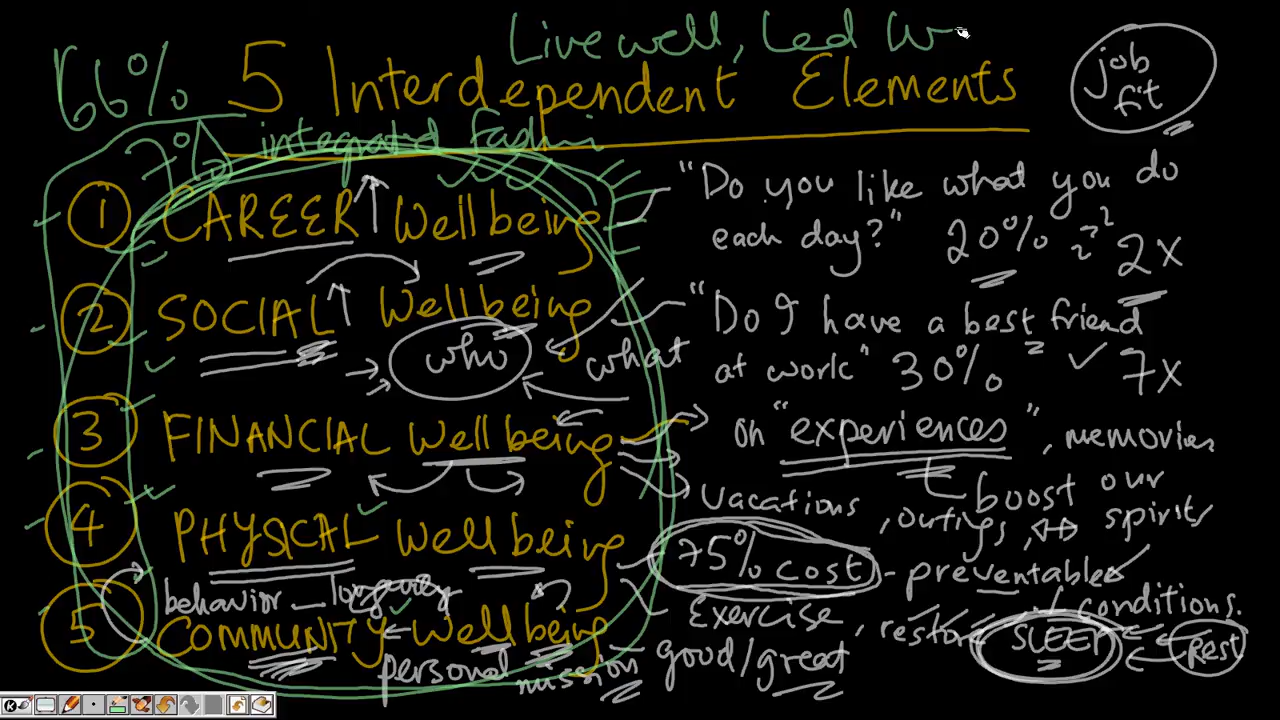 Live well, Led W
66% 5 Interdependent Elements
job
fit
7% integrated
1 CAREER Wellbeing
"Do you like what you do
each day?" 20% 2x
2 SOCIAL Wellbeing
who
what
"Do I have a best friend
at work" 30% 7x
3 FINANCIAL Wellbeing
on "experiences", memories
vacations, outings,
boost our
spirits
4 PHYSICAL Wellbeing
75% cost - preventable
conditions.
Exercise, restore SLEEP Rest
behavior longevity
5 COMMUNITY Wellbeing
personal mission good/great